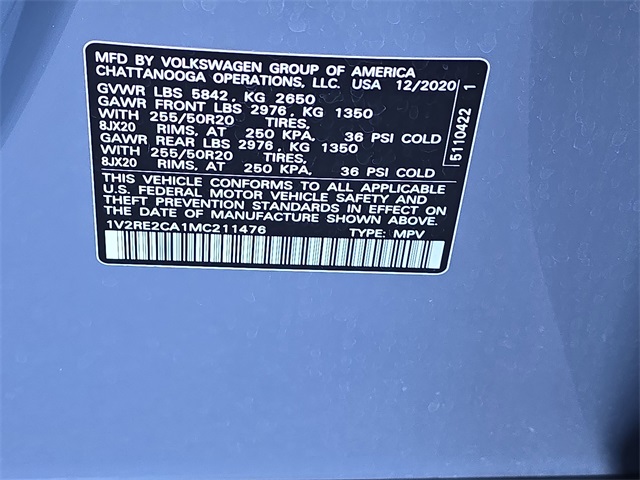 MFD BY VOLKSWAGEN GROUP OF AMERICA
CHATTANOOGA OPERATIONS, LLC. USA 12/2020
GVWR LBS 5842, KG 2650
GAWR FRONT LBS 2976, KG 1350
WITH 255/50R20 TIRES,
8JX20 RIMS, AT 250 KPA, 36 PSI COLD
GAWR REAR LBS 2976, KG 1350
WITH 255/50R20 TIRES,
8JX20 RIMS, AT 250 KPA, 36 PSI COLD
THIS VEHICLE CONFORMS TO ALL APPLICABLE
U.S. FEDERAL MOTOR VEHICLE SAFETY AND
THEFT PREVENTION STANDARDS IN EFFECT ON
THE DATE OF MANUFACTURE SHOWN ABOVE.
1V2RE2CA1MC211476 TYPE: MPV
5110422 1